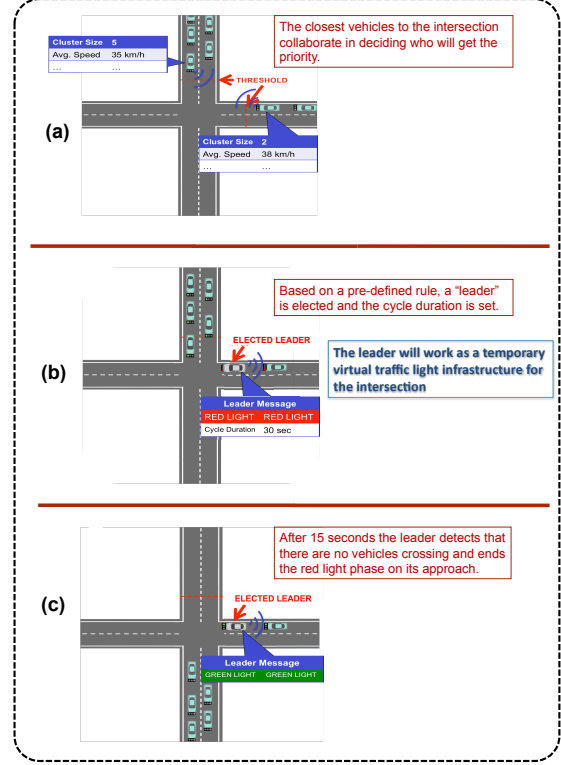 The closest vehicles to the intersection
collaborate in deciding who will get the
priority.
Cluster Size 5
Avg. Speed 35 km/h
... ...
THRESHOLD
(a)
Cluster Size 2
Avg. Speed 38 km/h
... ...
Based on a pre-defined rule, a “leader”
is elected and the cycle duration is set.
ELECTED LEADER
The leader will work as a temporary
virtual traffic light infrastructure for
the intersection
(b)
Leader Message
RED LIGHT RED LIGHT
Cycle Duration 30 sec
After 15 seconds the leader detects that
there are no vehicles crossing and ends
the red light phase on its approach.
(c)
ELECTED LEADER
Leader Message
GREEN LIGHT GREEN LIGHT